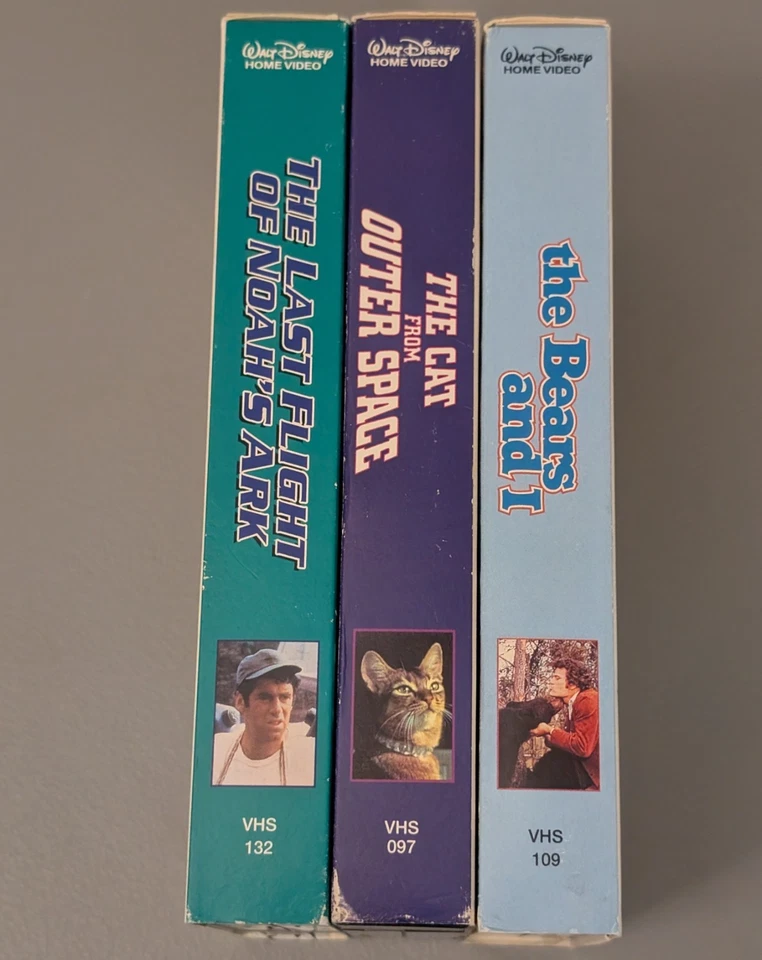 Walt Disney
HOME VIDEO
THE LAST FLIGHT
OF NOAH'S ARK
VHS
132
Walt Disney
HOME VIDEO
THE CAT
FROM
OUTER SPACE
VHS
097
Walt Disney
HOME VIDEO
the Bears
and I
VHS
109